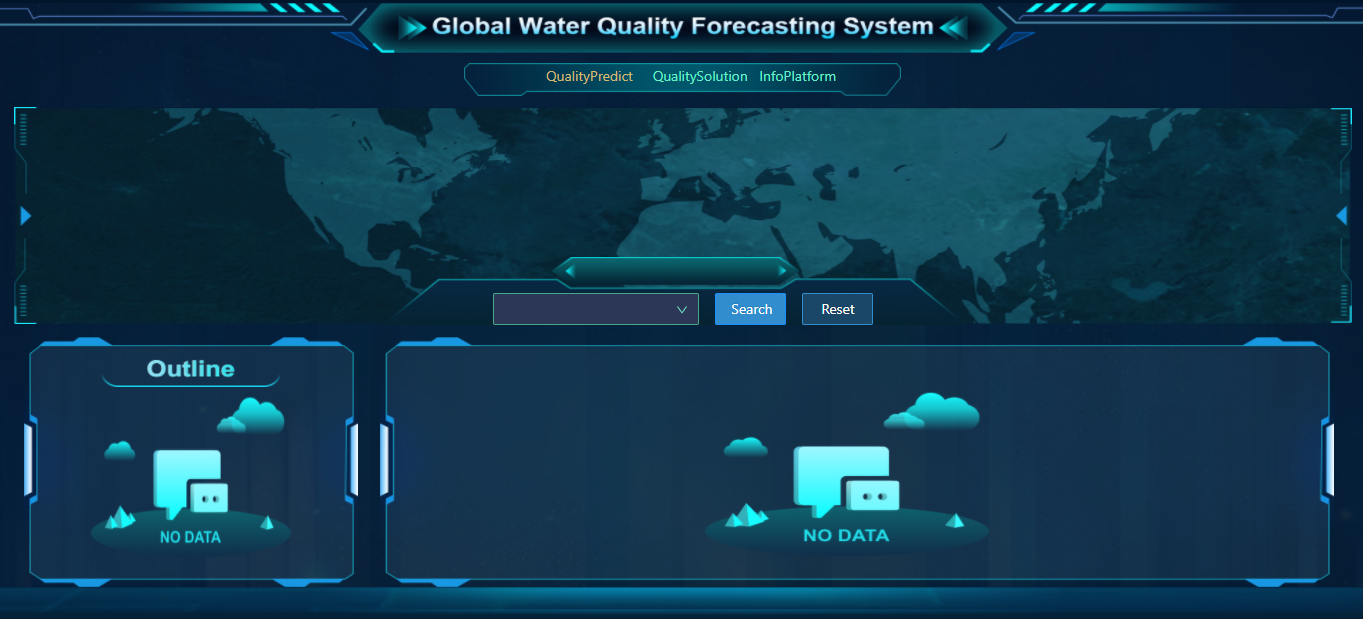 Global Water Quality Forecasting System
QualityPredict QualitySolution InfoPlatform
Search Reset
Outline
NO DATA
NO DATA